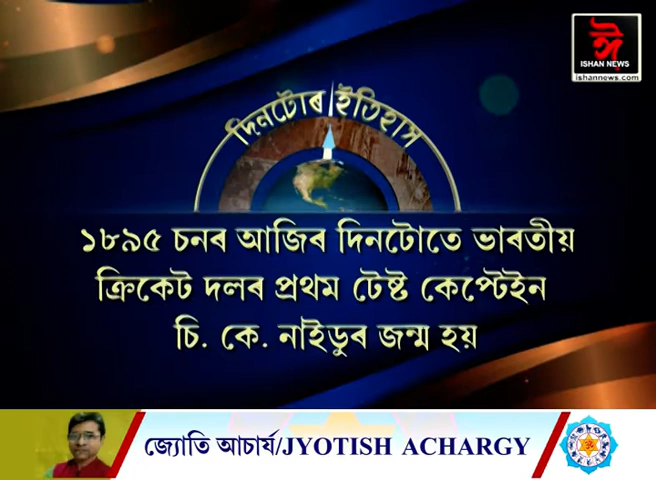 ঈ
ISHAN NEWS
ishannews.com
দিনটোৰ ইতিহাস
১৮৯৫ চনৰ আজিৰ দিনটোতে ভাৰতীয়
ক্ৰিকেট দলৰ প্ৰথম টেষ্ট কেপ্টেইন
চি. কে. নাইডুৰ জন্ম হয়
জ্যোতি আচাৰ্য/JYOTISH ACHARGY